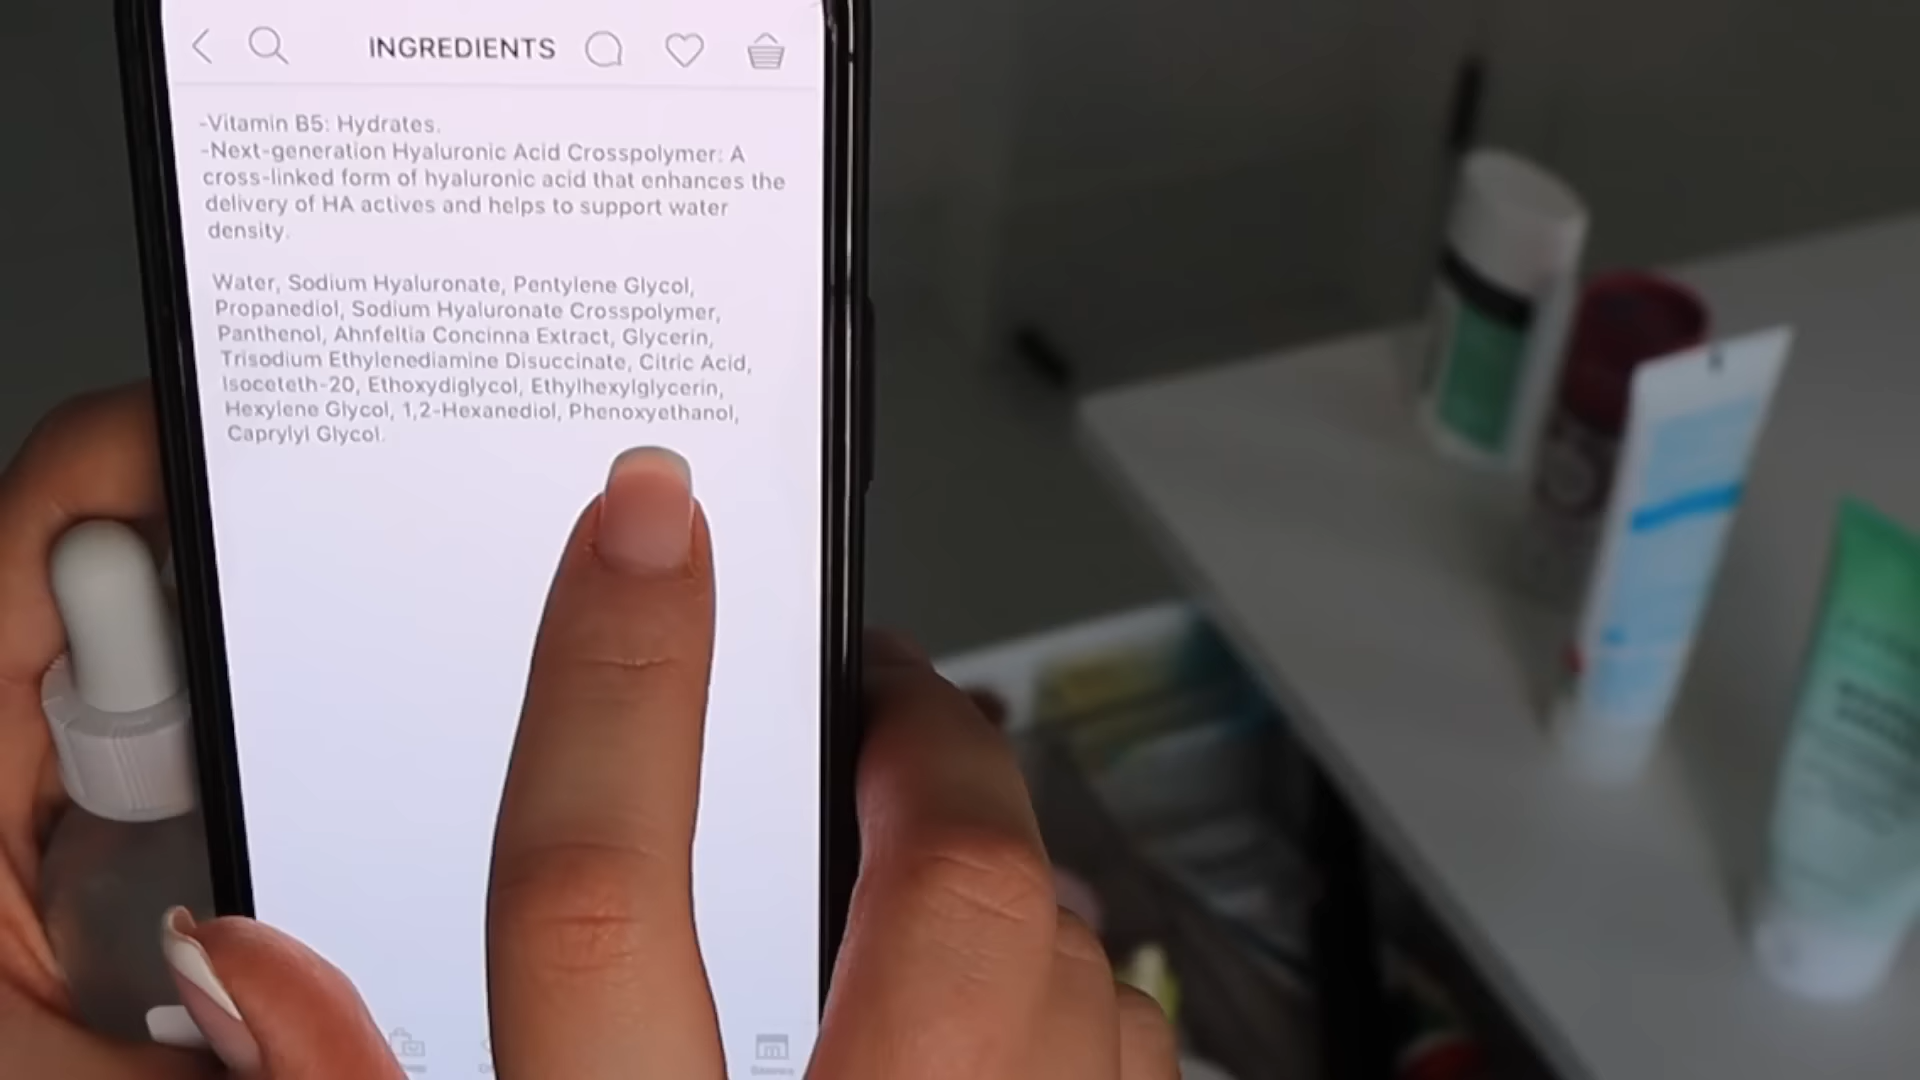 INGREDIENTS
-Vitamin B5: Hydrates.
-Next-generation Hyaluronic Acid Crosspolymer: A
cross-linked form of hyaluronic acid that enhances the
delivery of HA actives and helps to support water
density.
Water, Sodium Hyaluronate, Pentylene Glycol,
Propanediol, Sodium Hyaluronate Crosspolymer,
Panthenol, Ahnfeltia Concinna Extract, Glycerin,
Trisodium Ethylenediamine Disuccinate, Citric Acid,
Isoceteth-20, Ethoxydiglycol, Ethylhexylglycerin,
Hexylene Glycol, 1,2-Hexanediol, Phenoxyethanol,
Caprylyl Glycol.